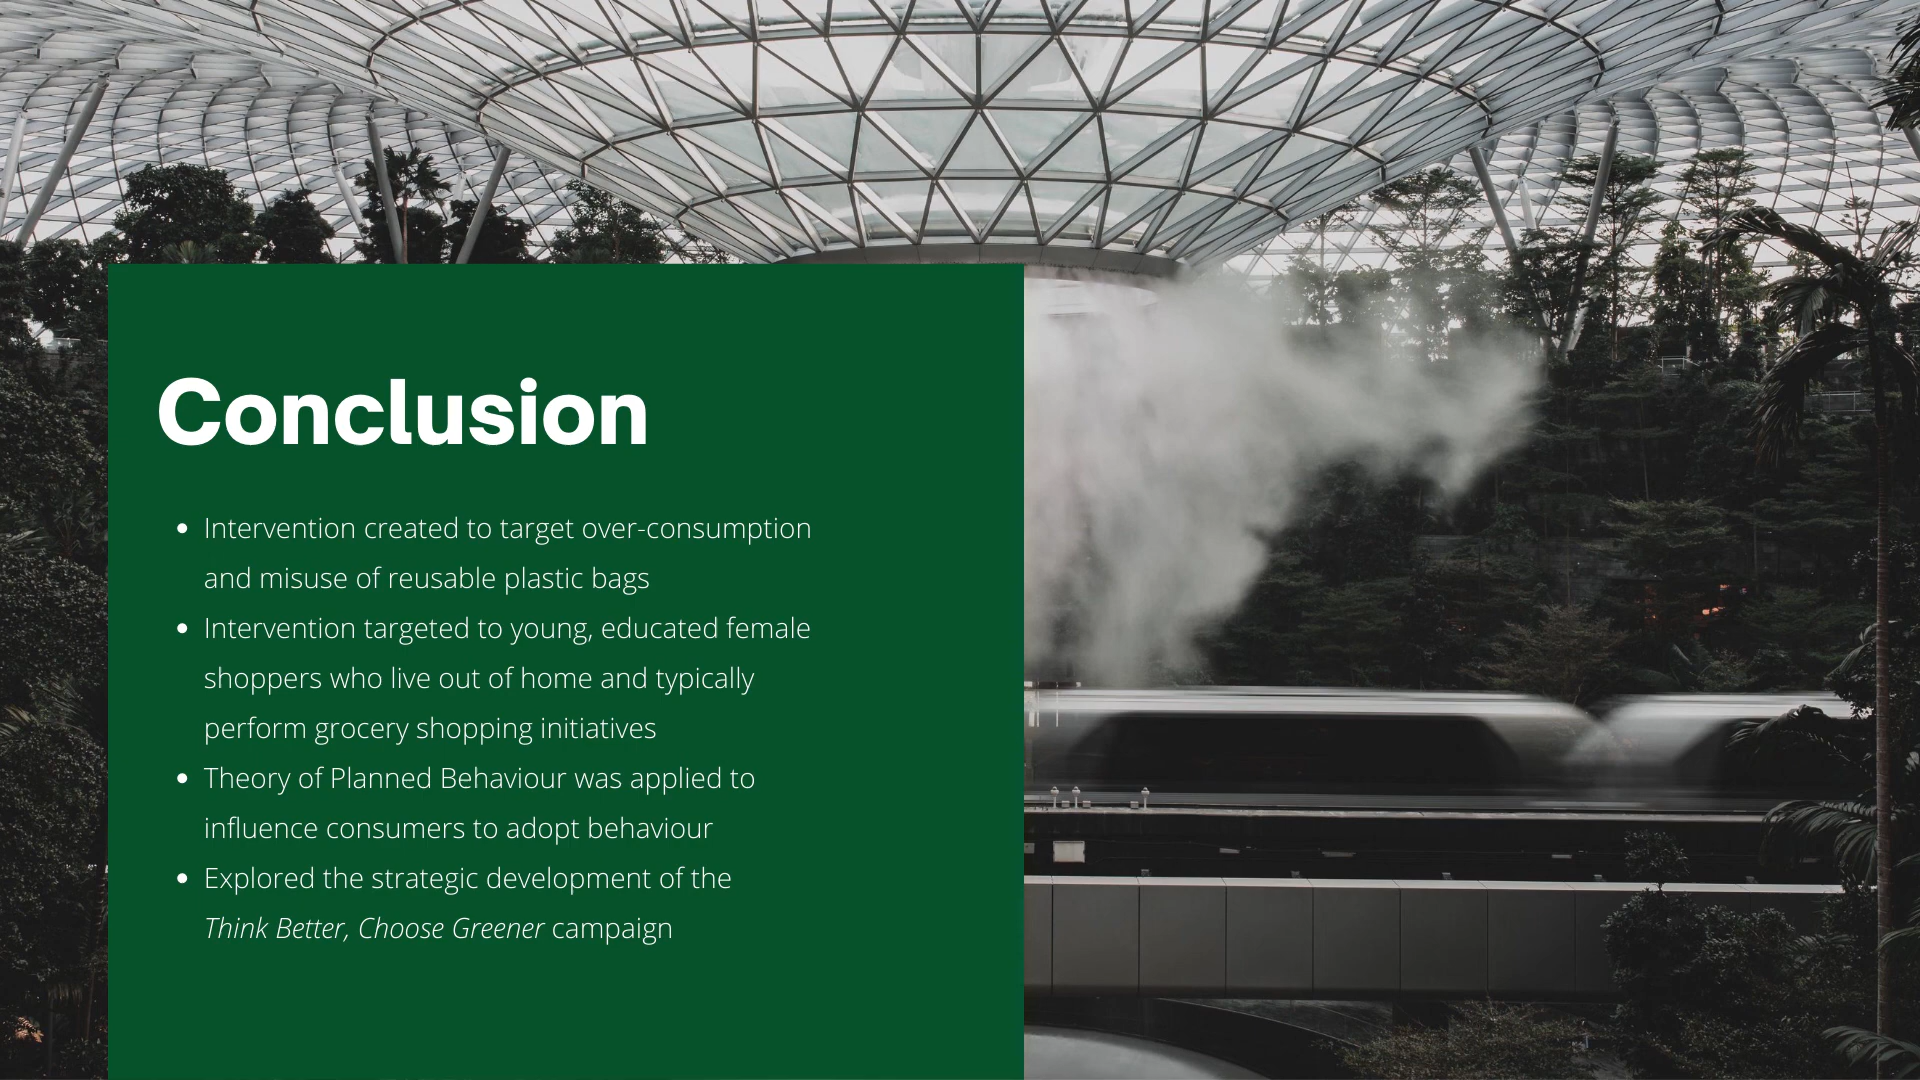 Conclusion
Intervention created to target over-consumption
and misuse of reusable plastic bags
Intervention targeted to young, educated female
shoppers who live out of home and typically
perform grocery shopping initiatives
Theory of Planned Behaviour was applied to
influence consumers to adopt behaviour
Explored the strategic development of the
Think Better, Choose Greener campaign